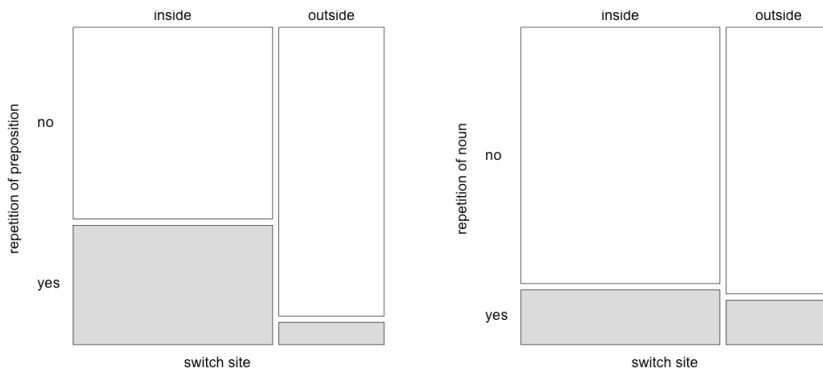 inside outside
repetition of preposition
no
yes
switch site
inside outside
repetition of noun
no
yes
switch site